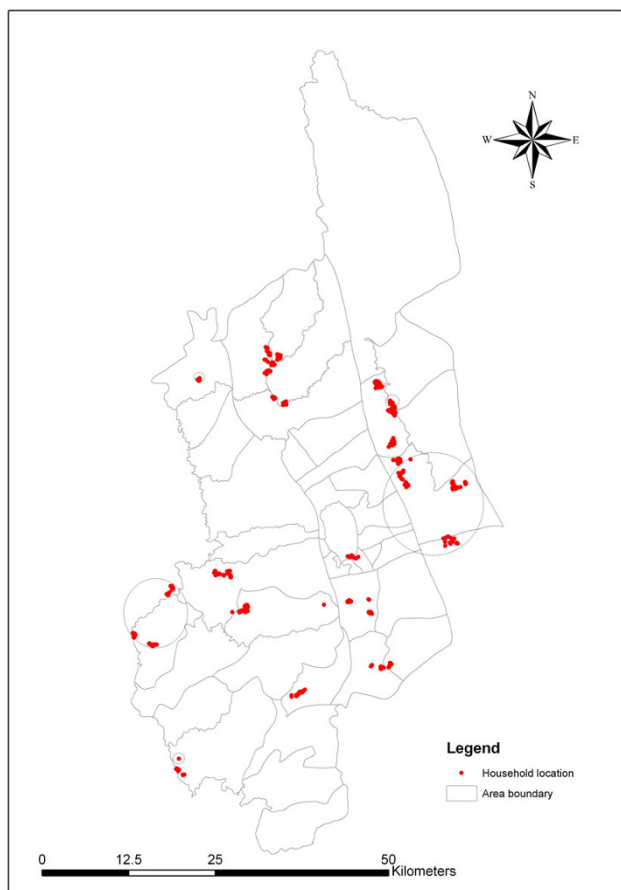 N
W E
S
Legend
Household location
Area boundary
0 12.5 25 50
Kilometers